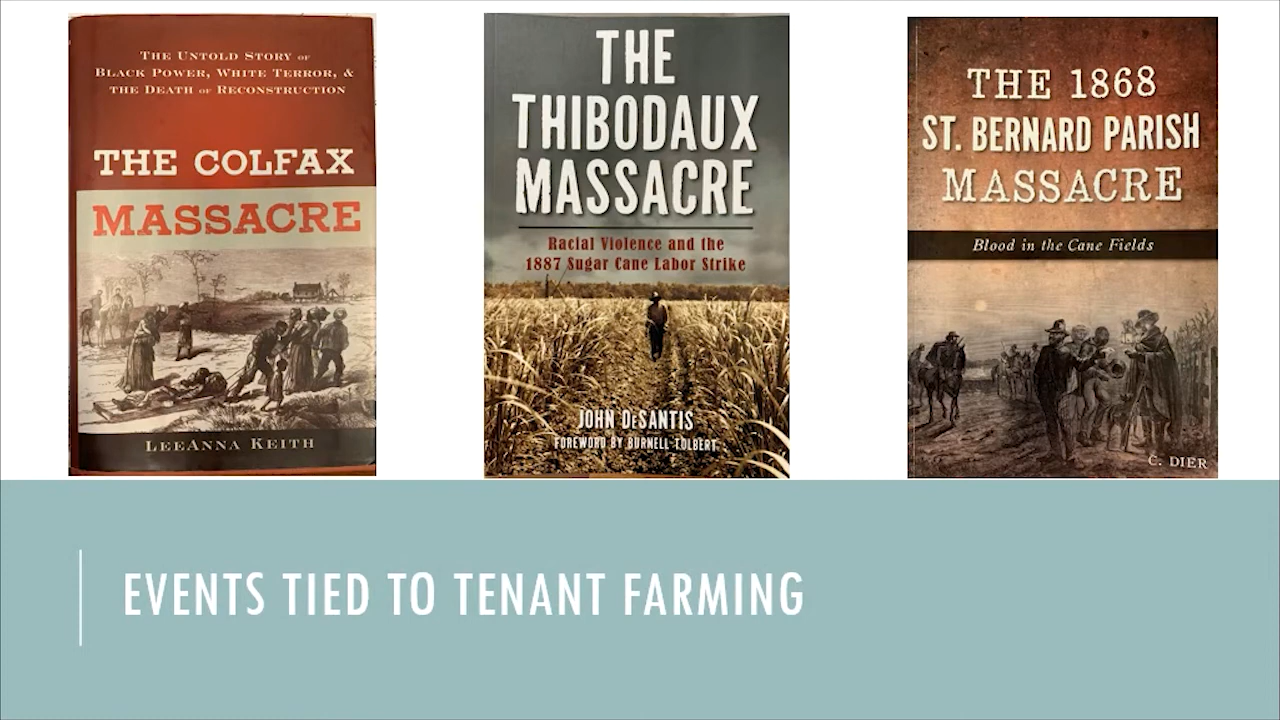 THE UNTOLD STORY OF
BLACK POWER, WHITE TERROR, &
THE DEATH OF RECONSTRUCTION
THE COLFAX
MASSACRE
LEEANNA KEITH
THE
THIBODAUX
MASSACRE
Racial Violence and the
1887 Sugar Cane Labor Strike
JOHN DeSANTIS
FOREWORD BY BURNELL TOLBERT
THE 1868
ST. BERNARD PARISH
MASSACRE
Blood in the Cane Fields
C. DIER
EVENTS TIED TO TENANT FARMING